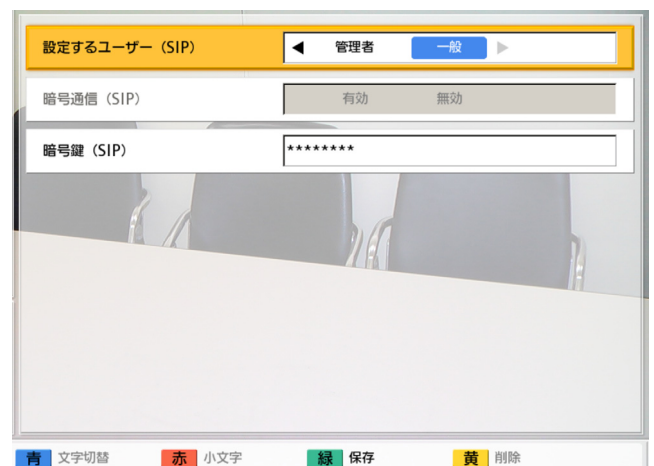 設定するユーザー（SIP） ◀ 管理者 一般 ▶
暗号通信（SIP） 有効 無効
暗号鍵（SIP） ********
青 文字切替 赤 小文字 緑 保存 黄 削除